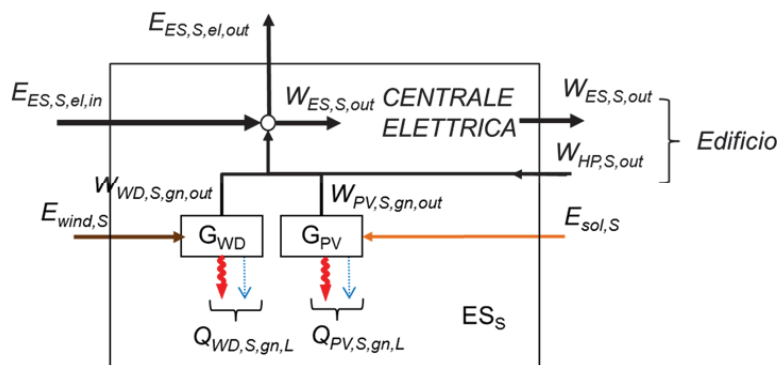 E_ES,S,el,out
E_ES,S,el,in
W_ES,S,out
CENTRALE
ELETTRICA
W_ES,S,out
W_HP,S,out
Edificio
W_WD,S,gn,out
W_PV,S,gn,out
E_wind,S
G_WD
G_PV
E_sol,S
Q_WD,S,gn,L
Q_PV,S,gn,L
ES_S